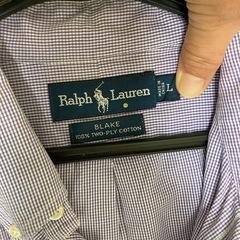 Ralph Lauren
L
BLAKE
100% TWO-PLY COTTON